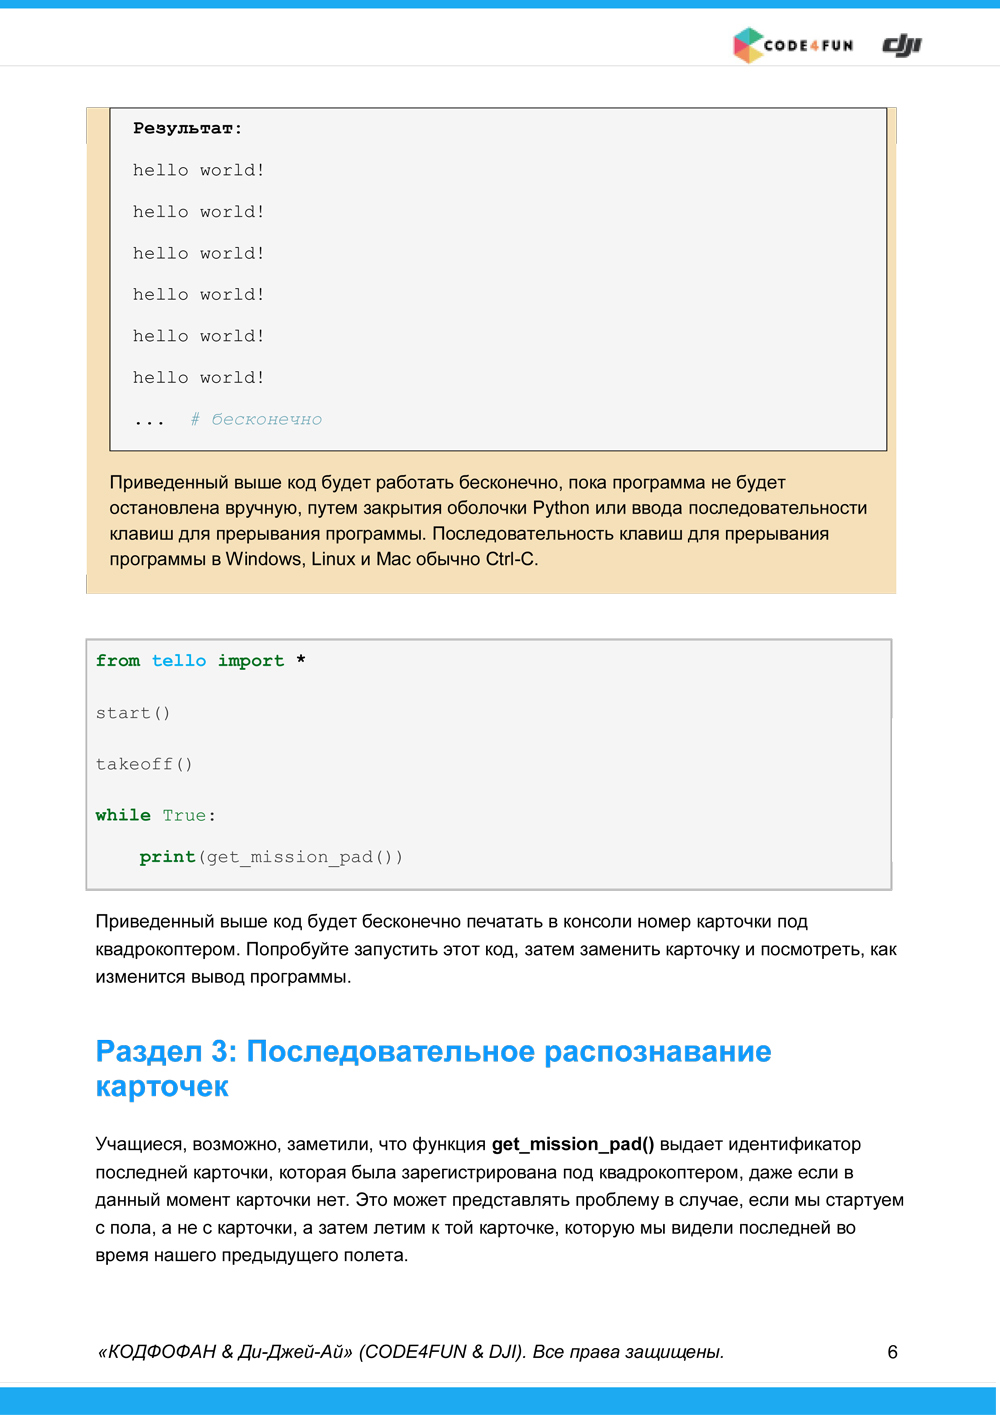 CODE4FUN dji
Результат:
hello world!
hello world!
hello world!
hello world!
hello world!
hello world!
... # бесконечно
Приведенный выше код будет работать бесконечно, пока программа не будет
остановлена вручную, путем закрытия оболочки Python или ввода последовательности
клавиш для прерывания программы. Последовательность клавиш для прерывания
программы в Windows, Linux и Mac обычно Ctrl-C.
from tello import *
start()
takeoff()
while True:
    print(get_mission_pad())
Приведенный выше код будет бесконечно печатать в консоли номер карточки под
квадрокоптером. Попробуйте запустить этот код, затем заменить карточку и посмотреть, как
изменится вывод программы.
Раздел 3: Последовательное распознавание
карточек
Учащиеся, возможно, заметили, что функция get_mission_pad() выдает идентификатор
последней карточки, которая была зарегистрирована под квадрокоптером, даже если в
данный момент карточки нет. Это может представлять проблему в случае, если мы стартуем
с пола, а не с карточки, а затем летим к той карточке, которую мы видели последней во
время нашего предыдущего полета.
«КОДФОФАН & Ди-Джей-Ай» (CODE4FUN & DJI). Все права защищены. 6